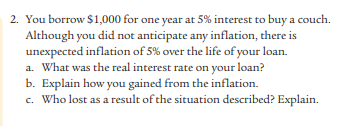 2. You borrow $1,000 for one year at 5% interest to buy a couch.
Although you did not anticipate any inflation, there is
unexpected inflation of 5% over the life of your loan.
a. What was the real interest rate on your loan?
b. Explain how you gained from the inflation.
c. Who lost as a result of the situation described? Explain.